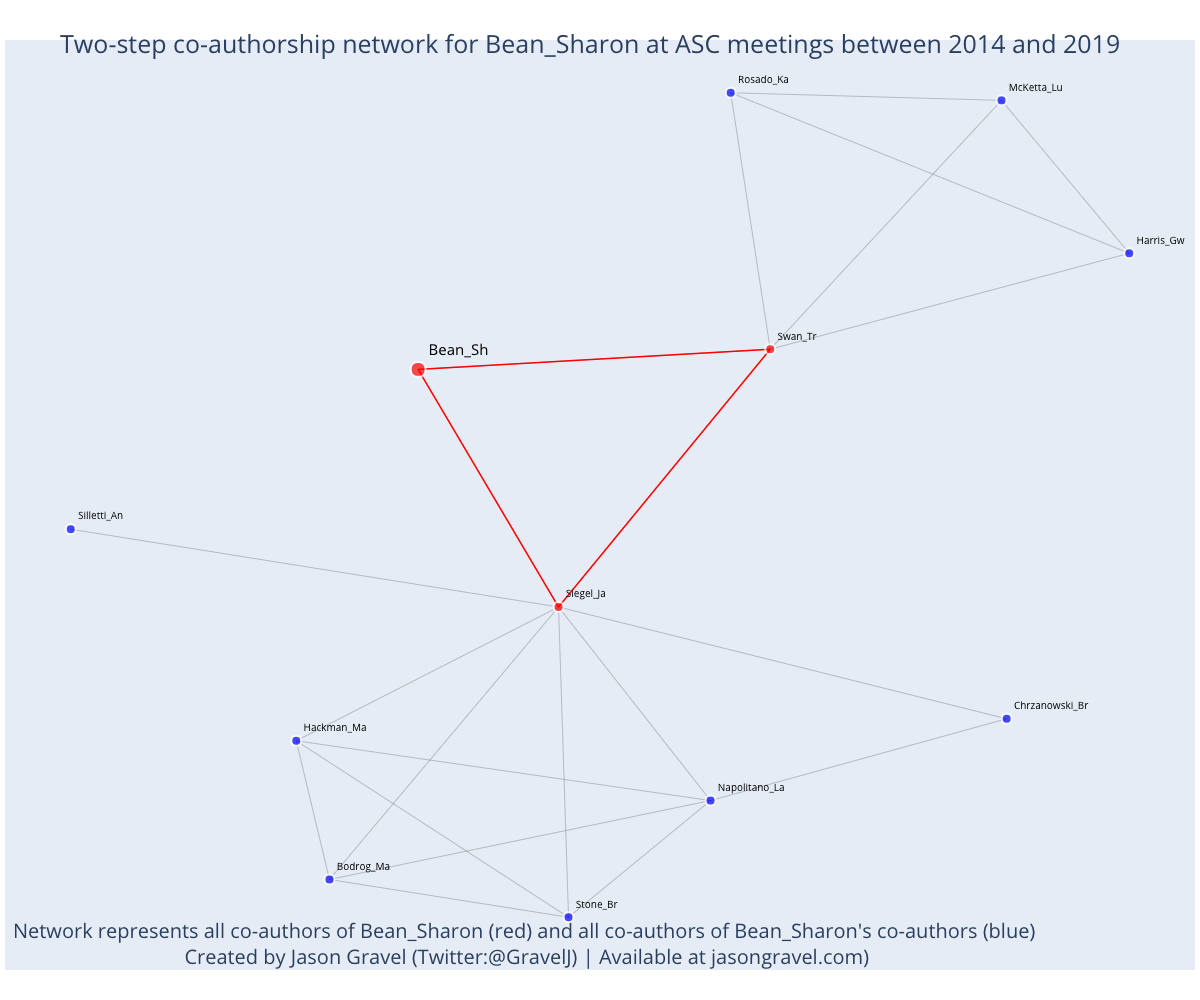 Two-step co-authorship network for Bean_Sharon at ASC meetings between 2014 and 2019
Rosado_Ka
McKetta_Lu
Harris_Gw
Swan_Tr
Bean_Sh
Silletti_An
Siegel_Ja
Chrzanowski_Br
Hackman_Ma
Napolitano_La
Bodrog_Ma
Stone_Br
Network represents all co-authors of Bean_Sharon (red) and all co-authors of Bean_Sharon's co-authors (blue)
Created by Jason Gravel (Twitter:@GravelJ) | Available at jasongravel.com)